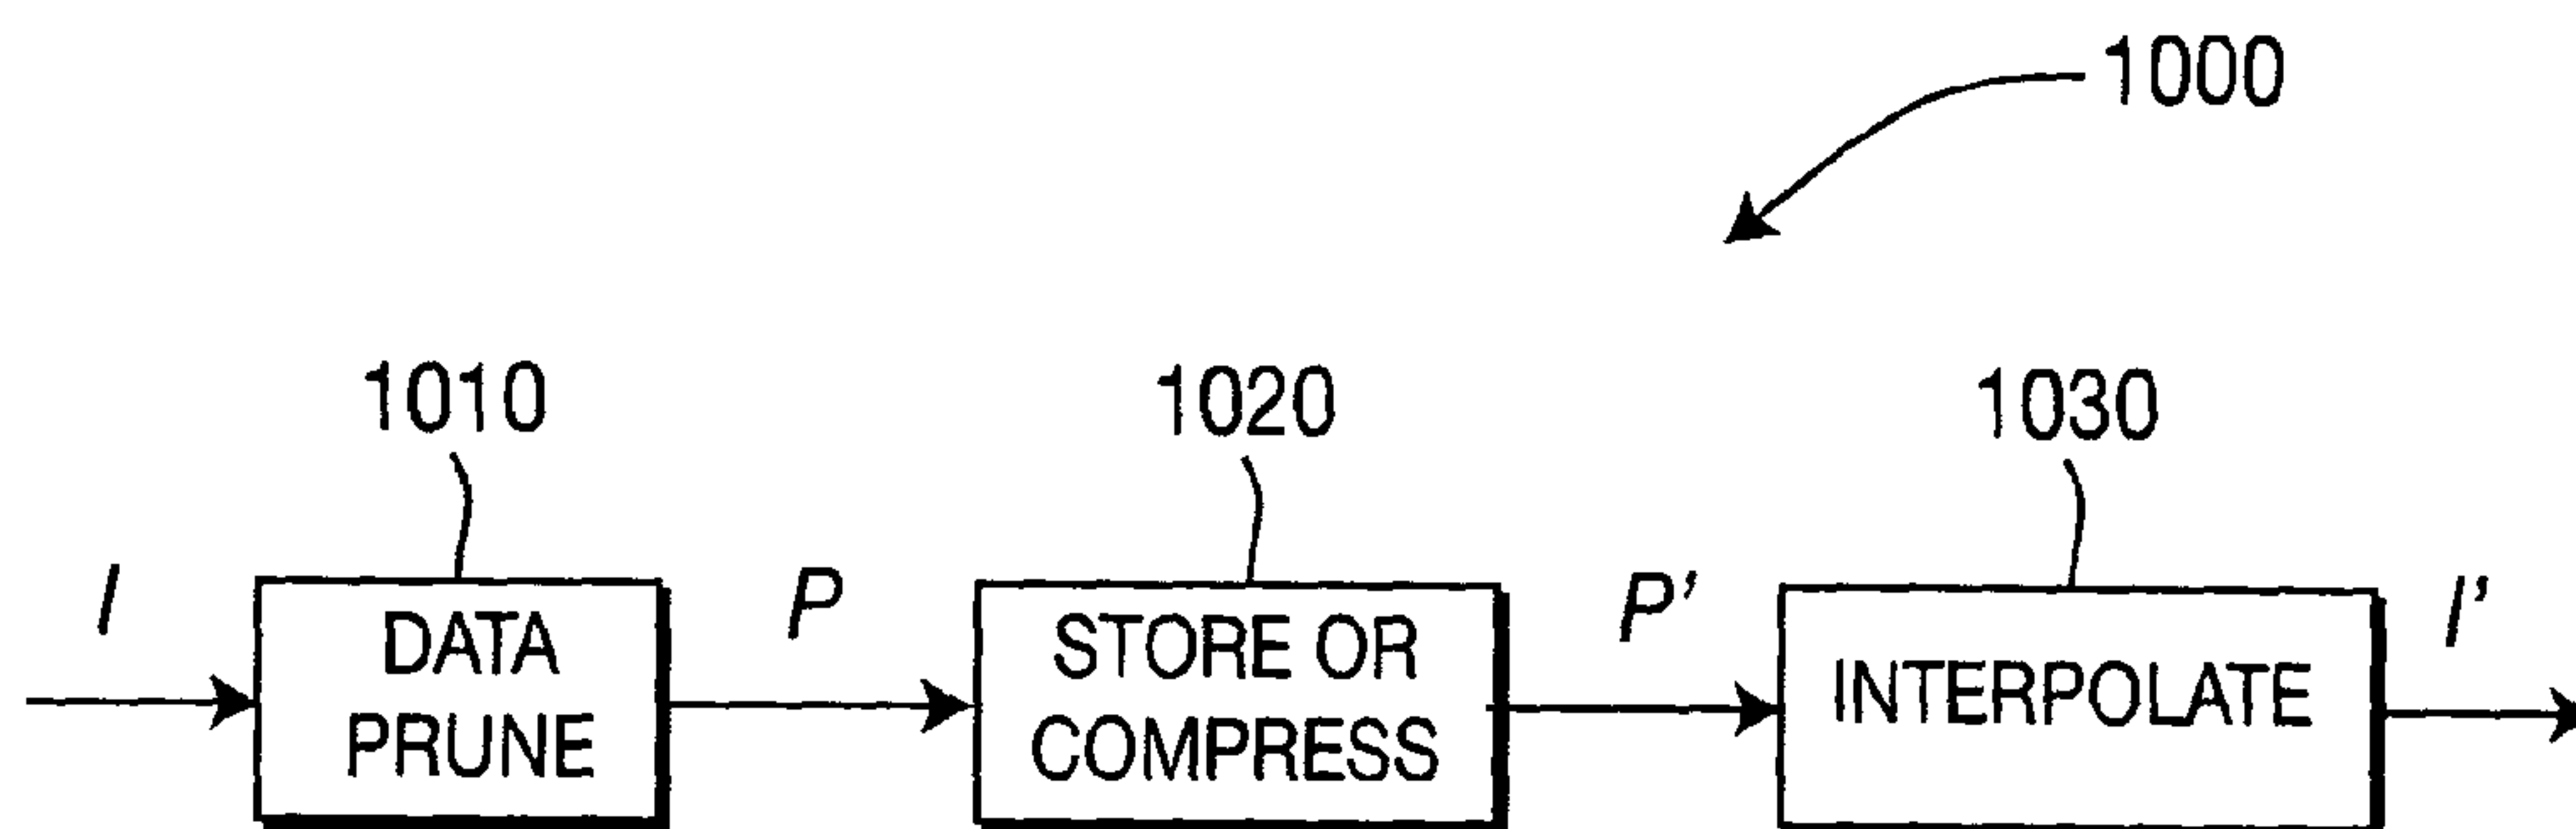 1000
1010
1020
1030
I
DATA
PRUNE
P
STORE OR
COMPRESS
P'
INTERPOLATE
I'